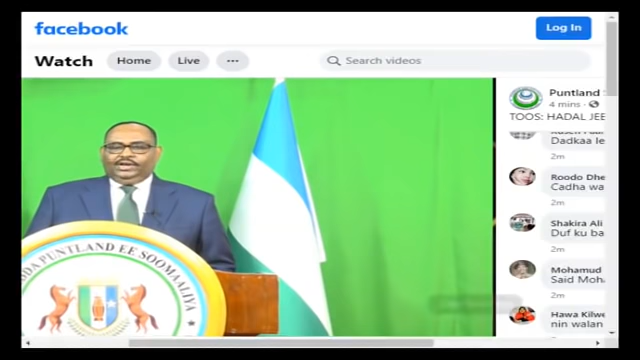 facebook
Log In
Watch
Home
Live
Search videos
Puntland
4 mins
TOOS: HADAL JEE
Dadkaa le
2m
Roodo Dhe
Cadha wa
2m
Shakira Ali
Duf ku ba
2m
Mohamud
Said Moha
2m
Hawa Kilwe
nin walan
PUNTLAND EE SOOMAALIYA